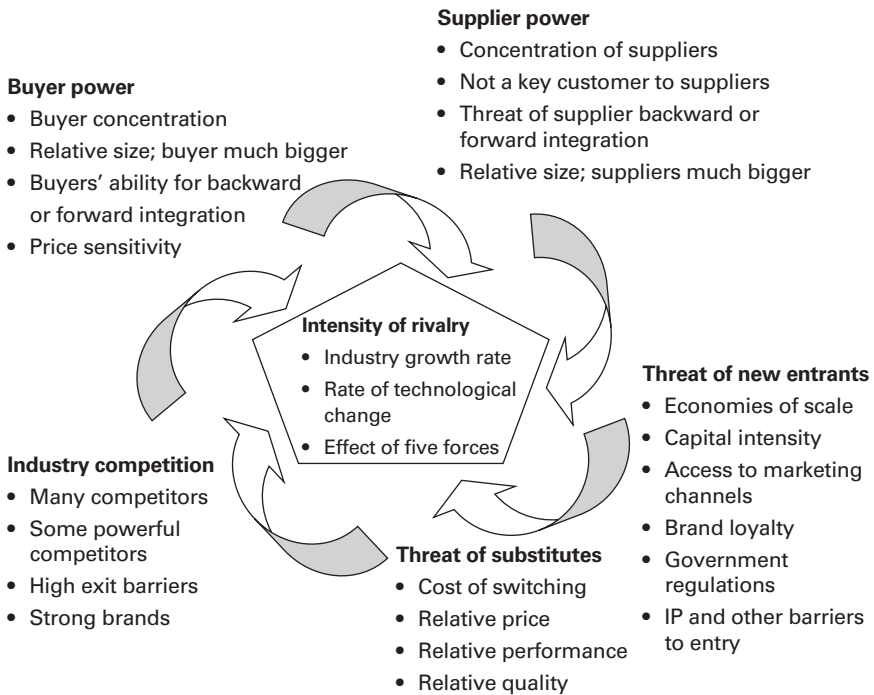 Supplier power
• Concentration of suppliers
• Not a key customer to suppliers
• Threat of supplier backward or
forward integration
• Relative size; suppliers much bigger
Buyer power
• Buyer concentration
• Relative size; buyer much bigger
• Buyers’ ability for backward
or forward integration
• Price sensitivity
Intensity of rivalry
• Industry growth rate
• Rate of technological
change
• Effect of five forces
Threat of new entrants
• Economies of scale
• Capital intensity
• Access to marketing
channels
• Brand loyalty
• Government
regulations
• IP and other barriers
to entry
Industry competition
• Many competitors
• Some powerful
competitors
• High exit barriers
• Strong brands
Threat of substitutes
• Cost of switching
• Relative price
• Relative performance
• Relative quality